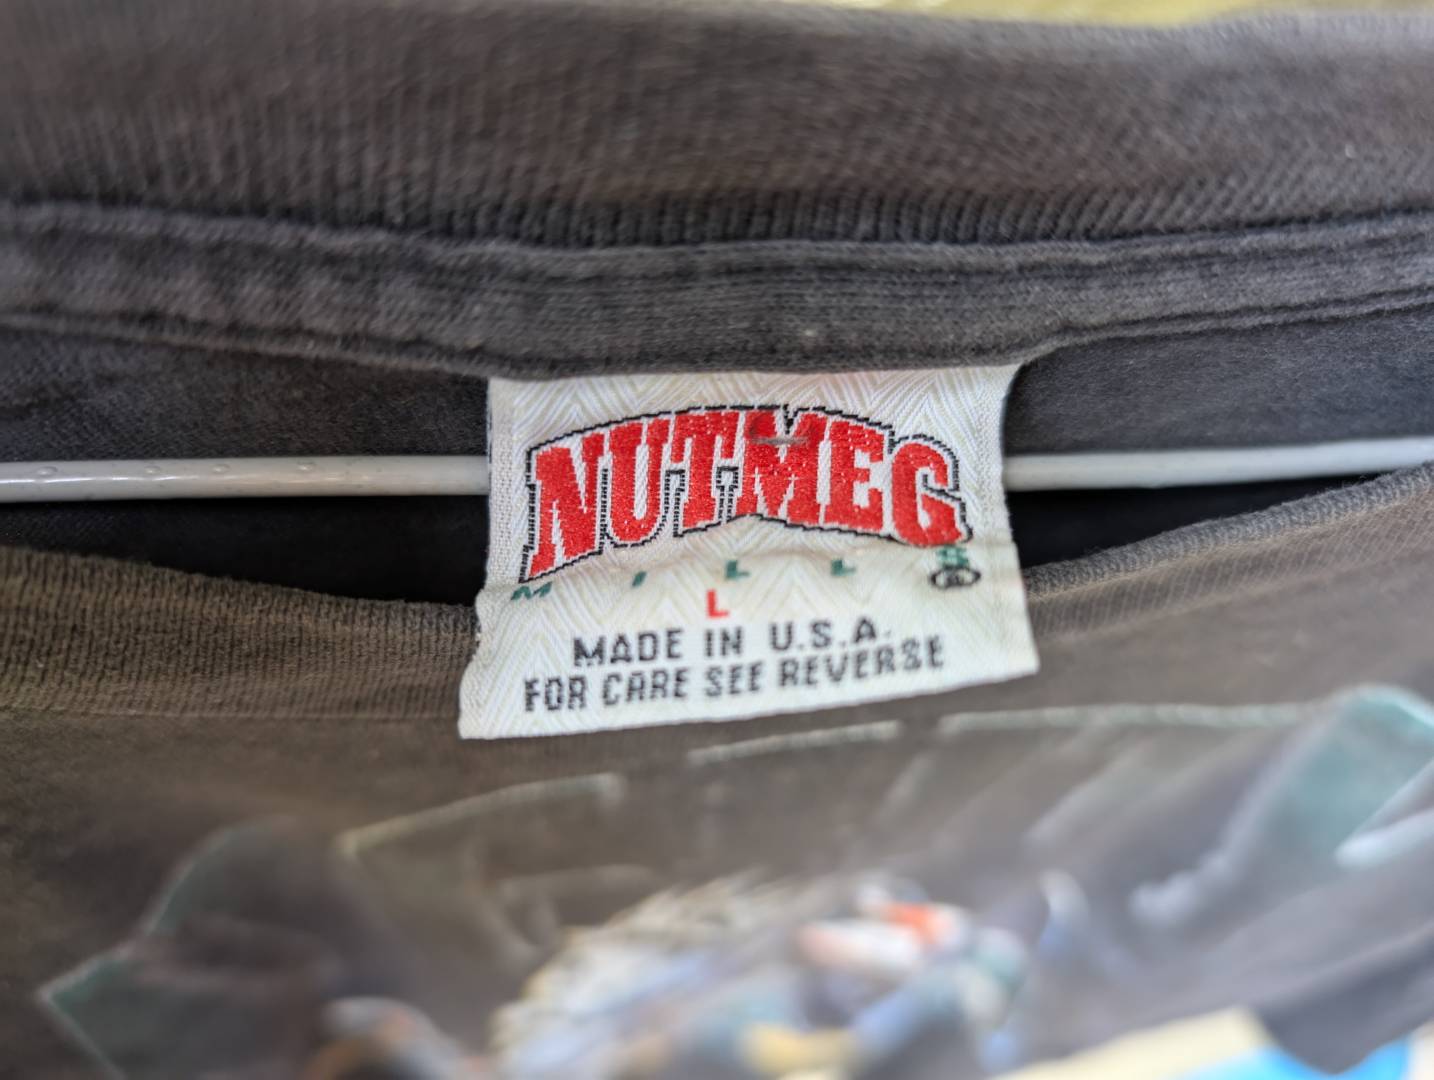 NUTMEG
MILLS
L
MADE IN U.S.A.
FOR CARE SEE REVERSE